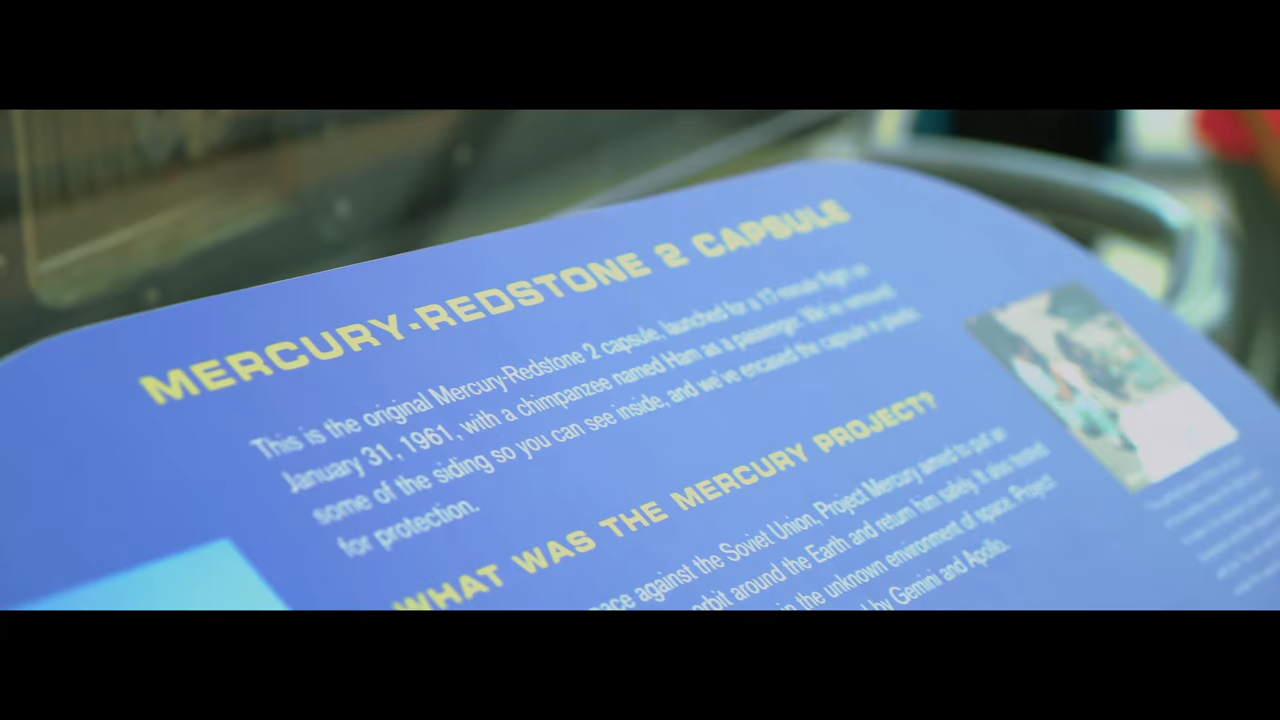 MERCURY-REDSTONE 2 CAPSULE
This is the original Mercury-Redstone 2 capsule, launched for a 17-minute flight on
January 31, 1961, with a chimpanzee named Ham as a passenger. We've removed
some of the siding so you can see inside, and we've encased the capsule in plastic
for protection.
WHAT WAS THE MERCURY PROJECT?
against the Soviet Union, Project Mercury aimed to put an
orbit around the Earth and return him safely. It also tested
in the unknown environment of space. Project
by Gemini and Apollo.